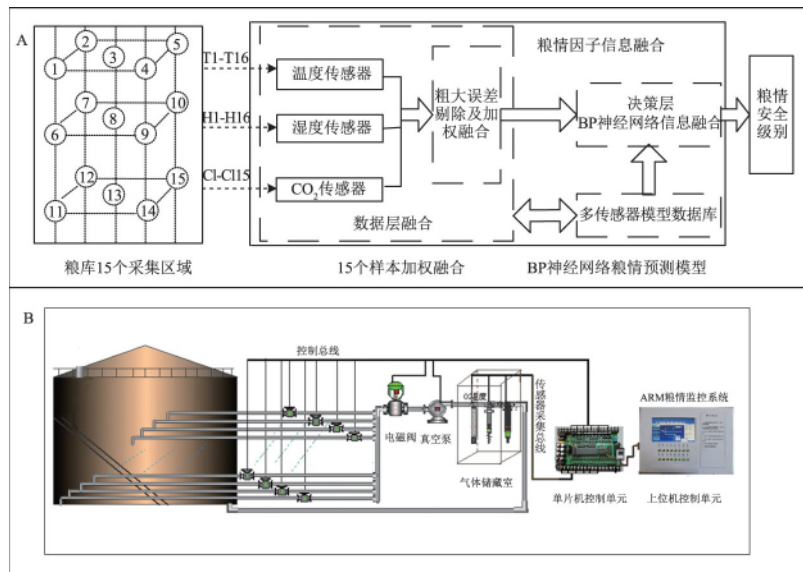 A
2
5
3
1
4
7
10
8
6
9
12
15
13
11
14
T1-T16
H1-H16
Cl-Cl15
温度传感器
湿度传感器
CO₂传感器
粗大误差
剔除及加
权融合
数据层融合
粮情因子信息融合
决策层
BP神经网络信息融合
多传感器模型数据库
粮情
安全
级别
粮库15个采集区域
15个样本加权融合
BP神经网络粮情预测模型
B
控制总线
电磁阀
真空泵
气体储藏室
传感器采集总线
ARM粮情监控系统
单片机控制单元
上位机控制单元